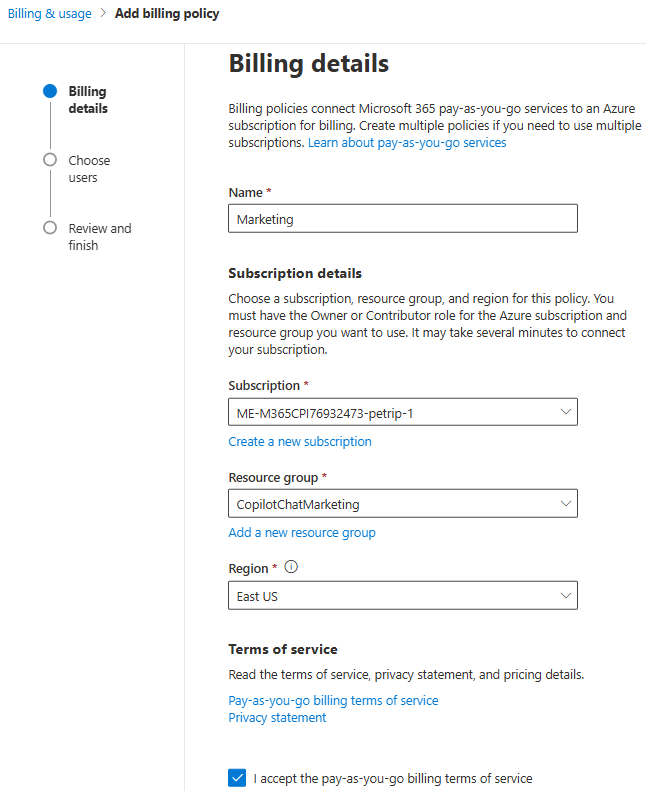 Billing & usage > Add billing policy
Billing details
Billing
details
Choose
users
Review and
finish
Billing policies connect Microsoft 365 pay-as-you-go services to an Azure
subscription for billing. Create multiple policies if you need to use multiple
subscriptions. Learn about pay-as-you-go services
Name *
Marketing
Subscription details
Choose a subscription, resource group, and region for this policy. You
must have the Owner or Contributor role for the Azure subscription and
resource group you want to use. It may take several minutes to connect
your subscription.
Subscription *
ME-M365CPI76932473-petrip-1
Create a new subscription
Resource group *
CopilotChatMarketing
Add a new resource group
Region *
East US
Terms of service
Read the terms of service, privacy statement, and pricing details.
Pay-as-you-go billing terms of service
Privacy statement
I accept the pay-as-you-go billing terms of service